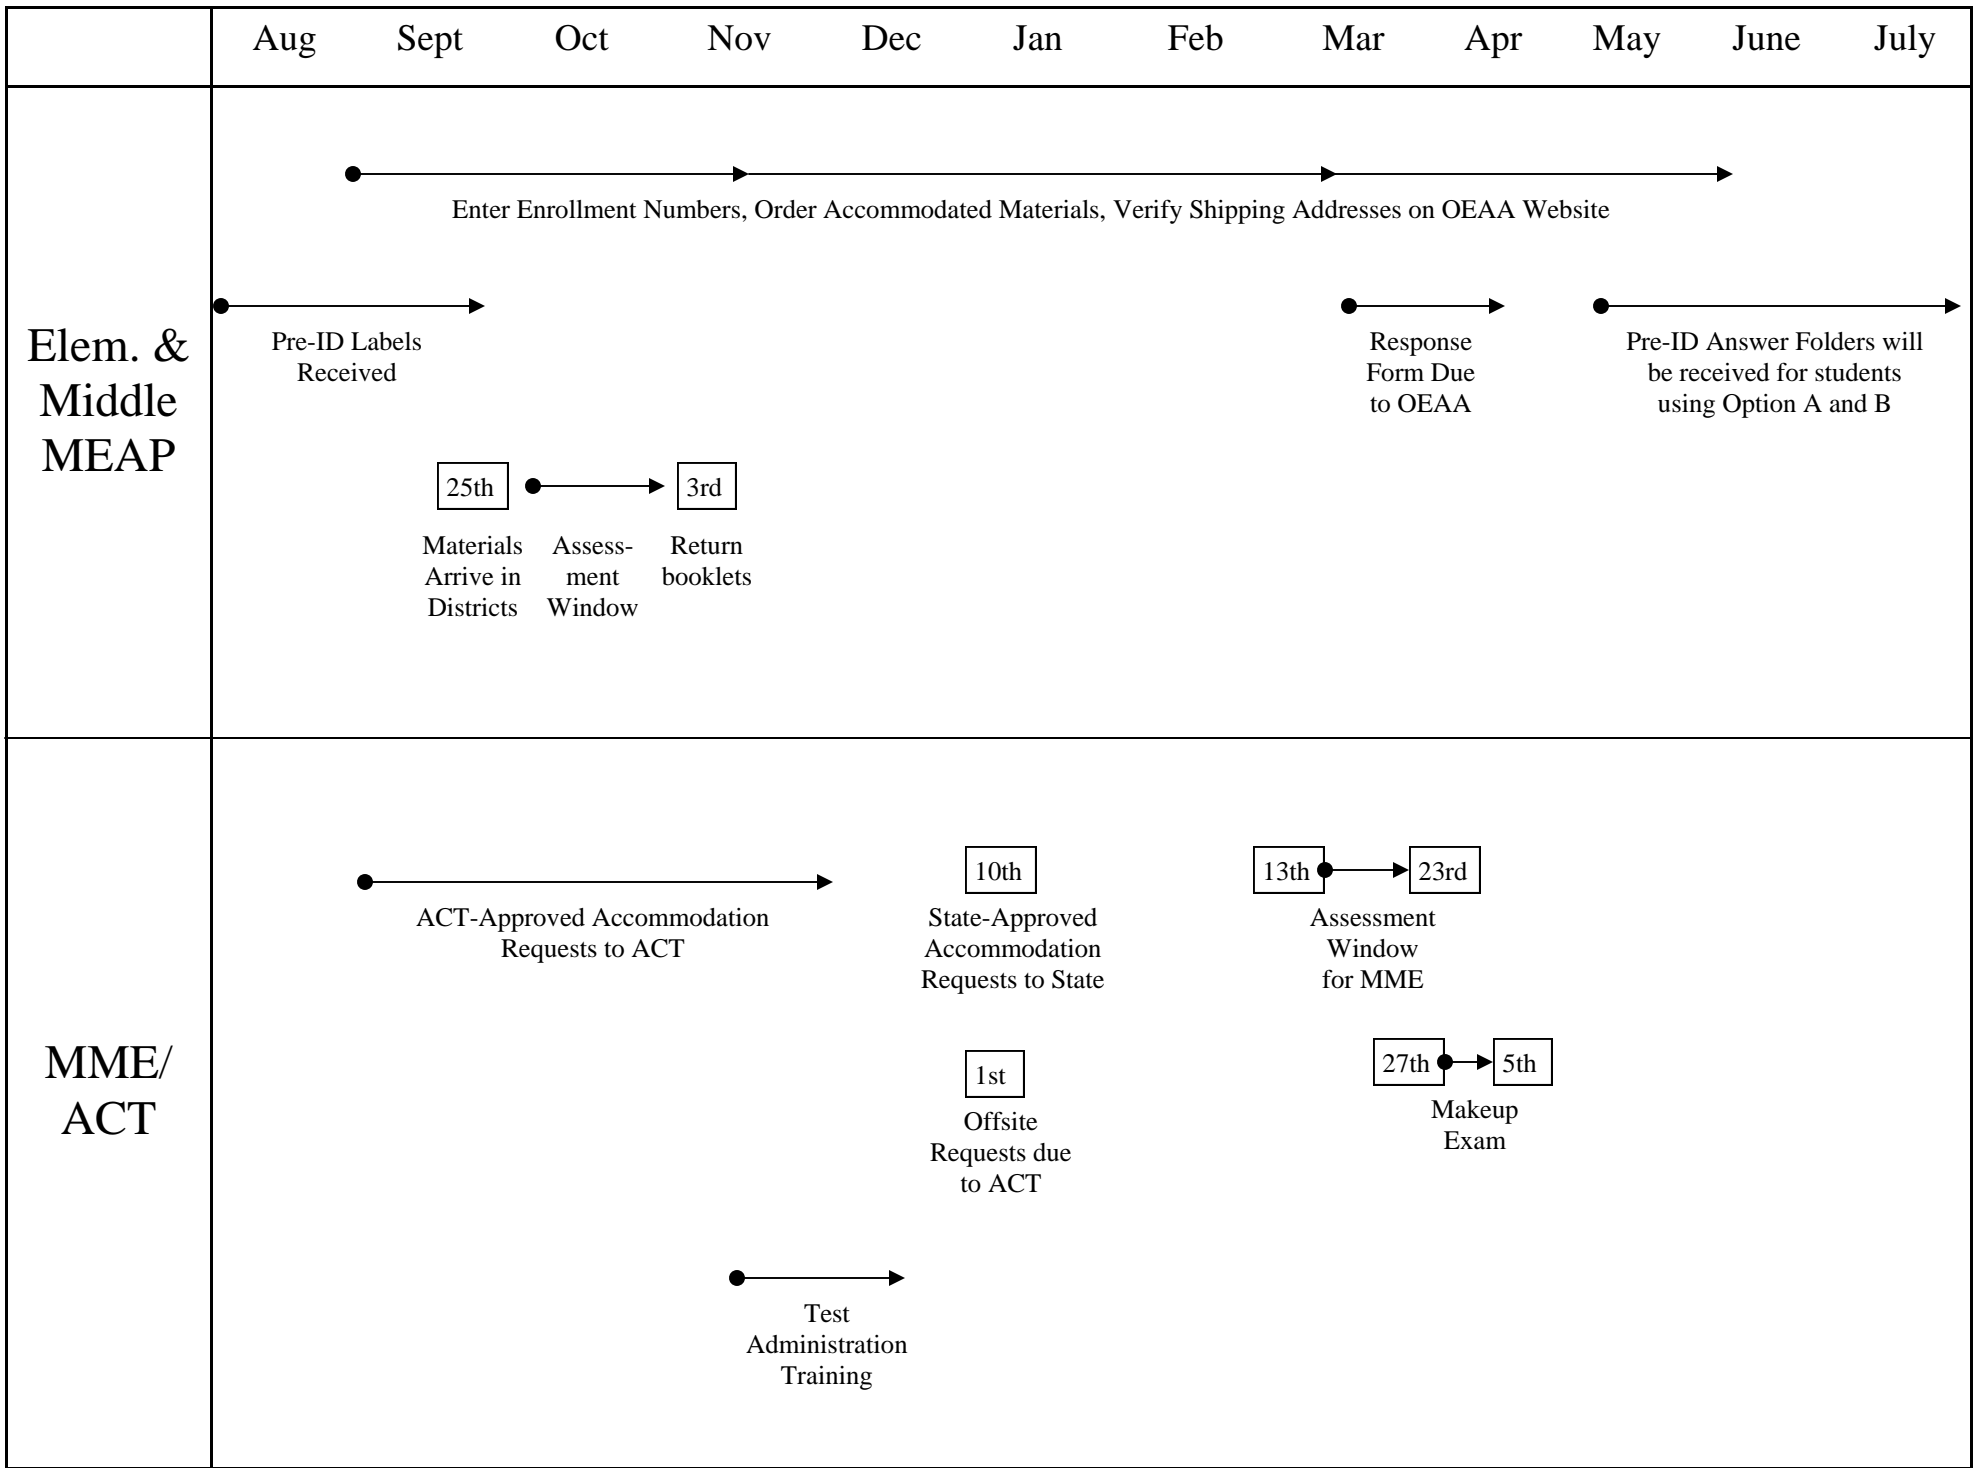 Aug Sept Oct Nov Dec Jan Feb Mar Apr May June July
Elem. &
Middle
MEAP
Enter Enrollment Numbers, Order Accommodated Materials, Verify Shipping Addresses on OEAA Website
Pre-ID Labels
Received
Response
Form Due
to OEAA
Pre-ID Answer Folders will
be received for students
using Option A and B
25th
Materials
Arrive in
Districts
Assess-
ment
Window
3rd
Return
booklets
MME/
ACT
ACT-Approved Accommodation
Requests to ACT
10th
State-Approved
Accommodation
Requests to State
13th 23rd
Assessment
Window
for MME
1st
Offsite
Requests due
to ACT
27th 5th
Makeup
Exam
Test
Administration
Training